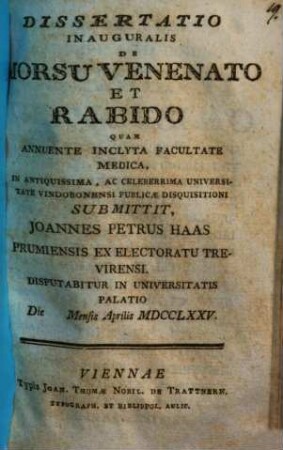 DISSERTATIO
INAUGURALIS
DE
MORSU VENENATO
ET
RABIDO
QUAM
ANNUENTE INCLYTA FACULTATE
MEDICA,
IN ANTIQUISSIMA, AC CELEBERRIMA UNIVERSI-
TATE VINDOBONENSI PUBLICÆ DISQUISITIONI
SUBMITTIT,
JOANNES PETRUS HAAS
PRUMIENSIS EX ELECTORATU TRE-
VIRENSI.
DISPUTABITUR IN UNIVERSITATIS
PALATIO
Die Mensis Aprilis MDCCLXXV.
VIENNAE
Typis JOAN. THOMÆ NOBIL. DE TRATTNERN.
TYPOGRAPH. ET BIBLIOPOL. AULIC.